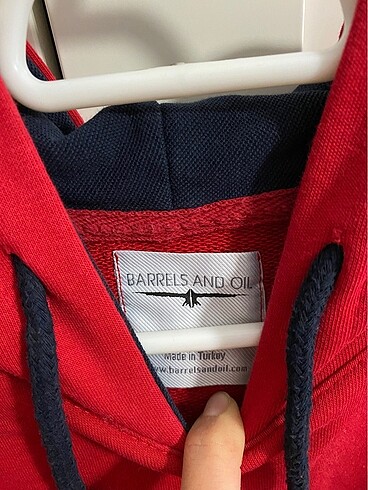 BARRELS AND OIL
Made in Turkey
www.barrelsandoil.com